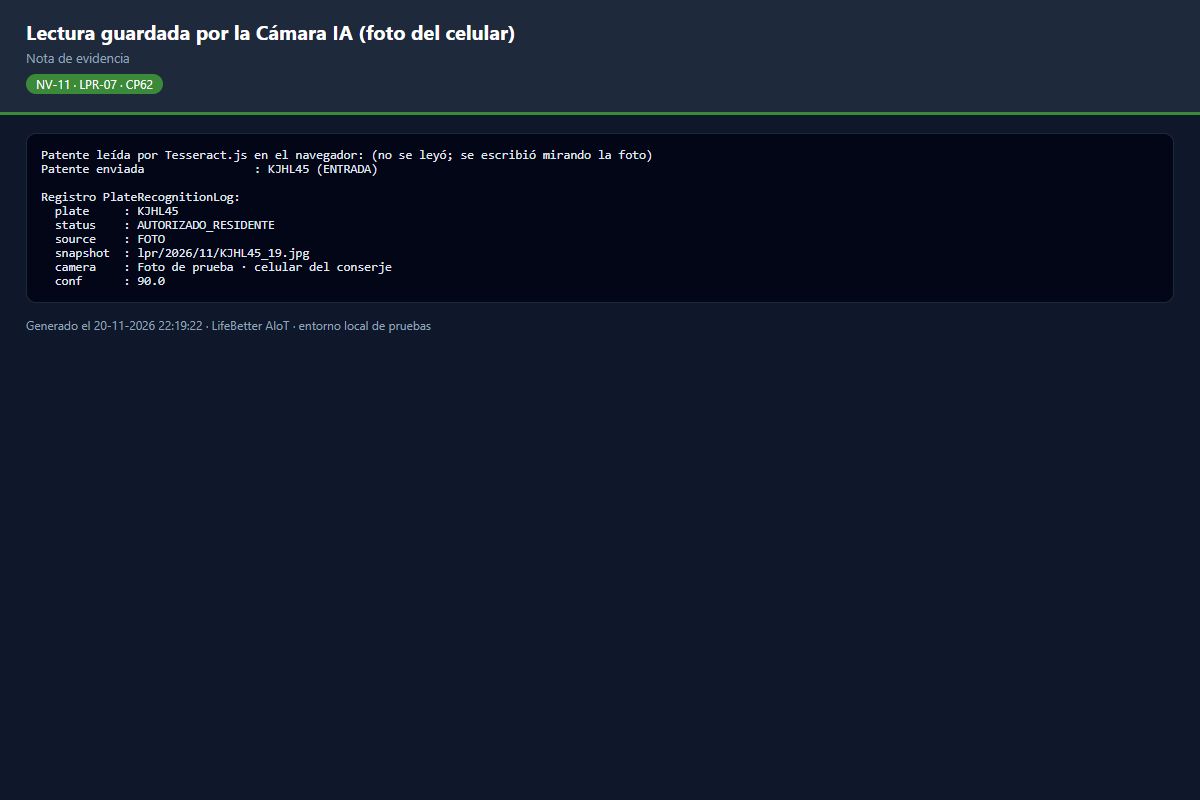 Lectura guardada por la Cámara IA (foto del celular)
Nota de evidencia
NV-11 · LPR-07 · CP62
Patente leída por Tesseract.js en el navegador: (no se leyó; se escribió mirando la foto)
Patente enviada                : KJHL45 (ENTRADA)
Registro PlateRecognitionLog:
  plate     : KJHL45
  status    : AUTORIZADO_RESIDENTE
  source    : FOTO
  snapshot  : lpr/2026/11/KJHL45_19.jpg
  camera    : Foto de prueba · celular del conserje
  conf      : 90.0
Generado el 20-11-2026 22:19:22 · LifeBetter AIoT · entorno local de pruebas